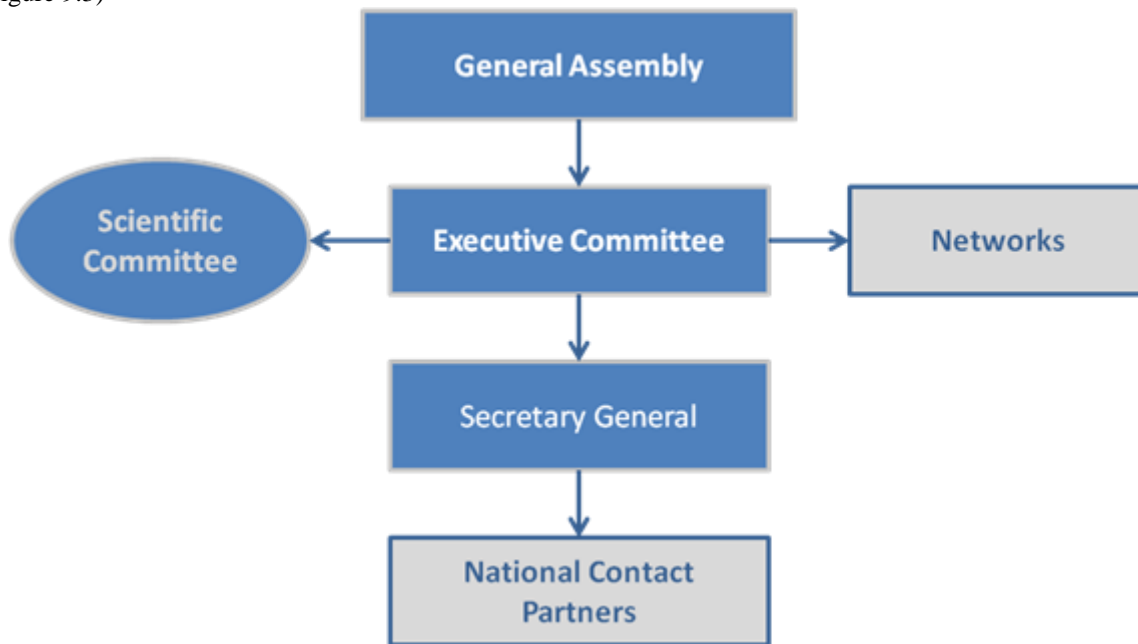 General Assembly
Scientific
Committee
Executive Committee
Networks
Secretary General
National Contact
Partners